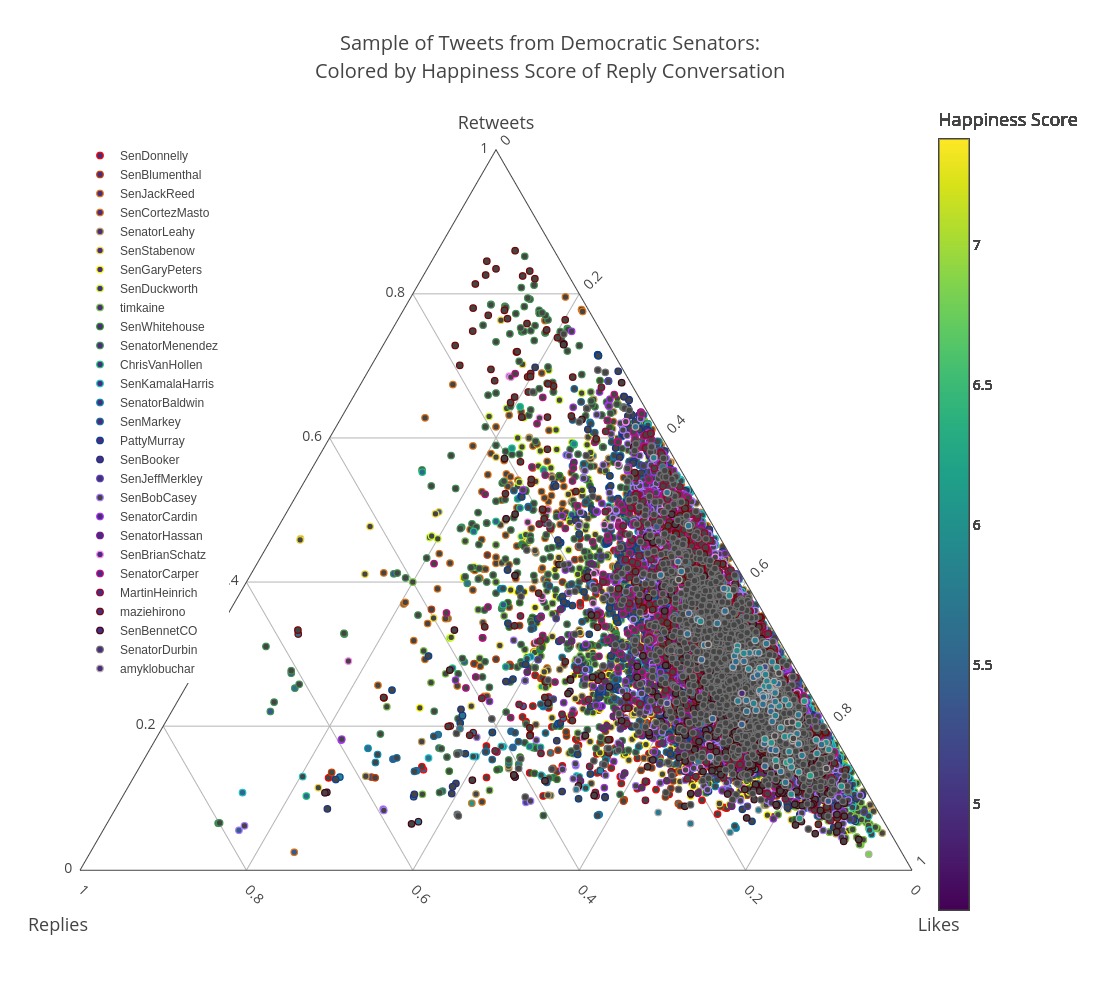 Sample of Tweets from Democratic Senators:
Colored by Happiness Score of Reply Conversation
Happiness Score
Retweets
1
0
SenDonnelly
SenBlumenthal
SenJackReed
SenCortezMasto
SenatorLeahy
SenStabenow
SenGaryPeters
SenDuckworth
timkaine
SenWhitehouse
SenatorMenendez
ChrisVanHollen
SenKamalaHarris
SenatorBaldwin
SenMarkey
PattyMurray
SenBooker
SenJeffMerkley
SenBobCasey
SenatorCardin
SenatorHassan
SenBrianSchatz
SenatorCarper
MartinHeinrich
maziehirono
SenBennetCO
SenatorDurbin
amyklobuchar
0.8
0.6
.4
0.2
0
0.2
0.4
0.6
0.8
1
1
0.8
0.6
0.4
0.2
0
7
6.5
6
5.5
5
Replies
Likes